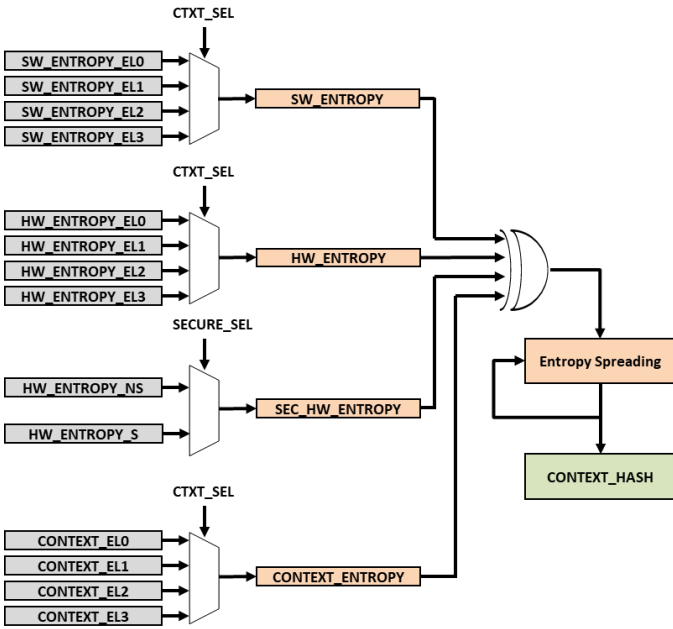 CTXT_SEL
SW_ENTROPY_EL0
SW_ENTROPY_EL1
SW_ENTROPY_EL2
SW_ENTROPY_EL3
SW_ENTROPY
CTXT_SEL
HW_ENTROPY_EL0
HW_ENTROPY_EL1
HW_ENTROPY_EL2
HW_ENTROPY_EL3
HW_ENTROPY
SECURE_SEL
HW_ENTROPY_NS
HW_ENTROPY_S
SEC_HW_ENTROPY
CTXT_SEL
CONTEXT_EL0
CONTEXT_EL1
CONTEXT_EL2
CONTEXT_EL3
CONTEXT_ENTROPY
Entropy Spreading
CONTEXT_HASH